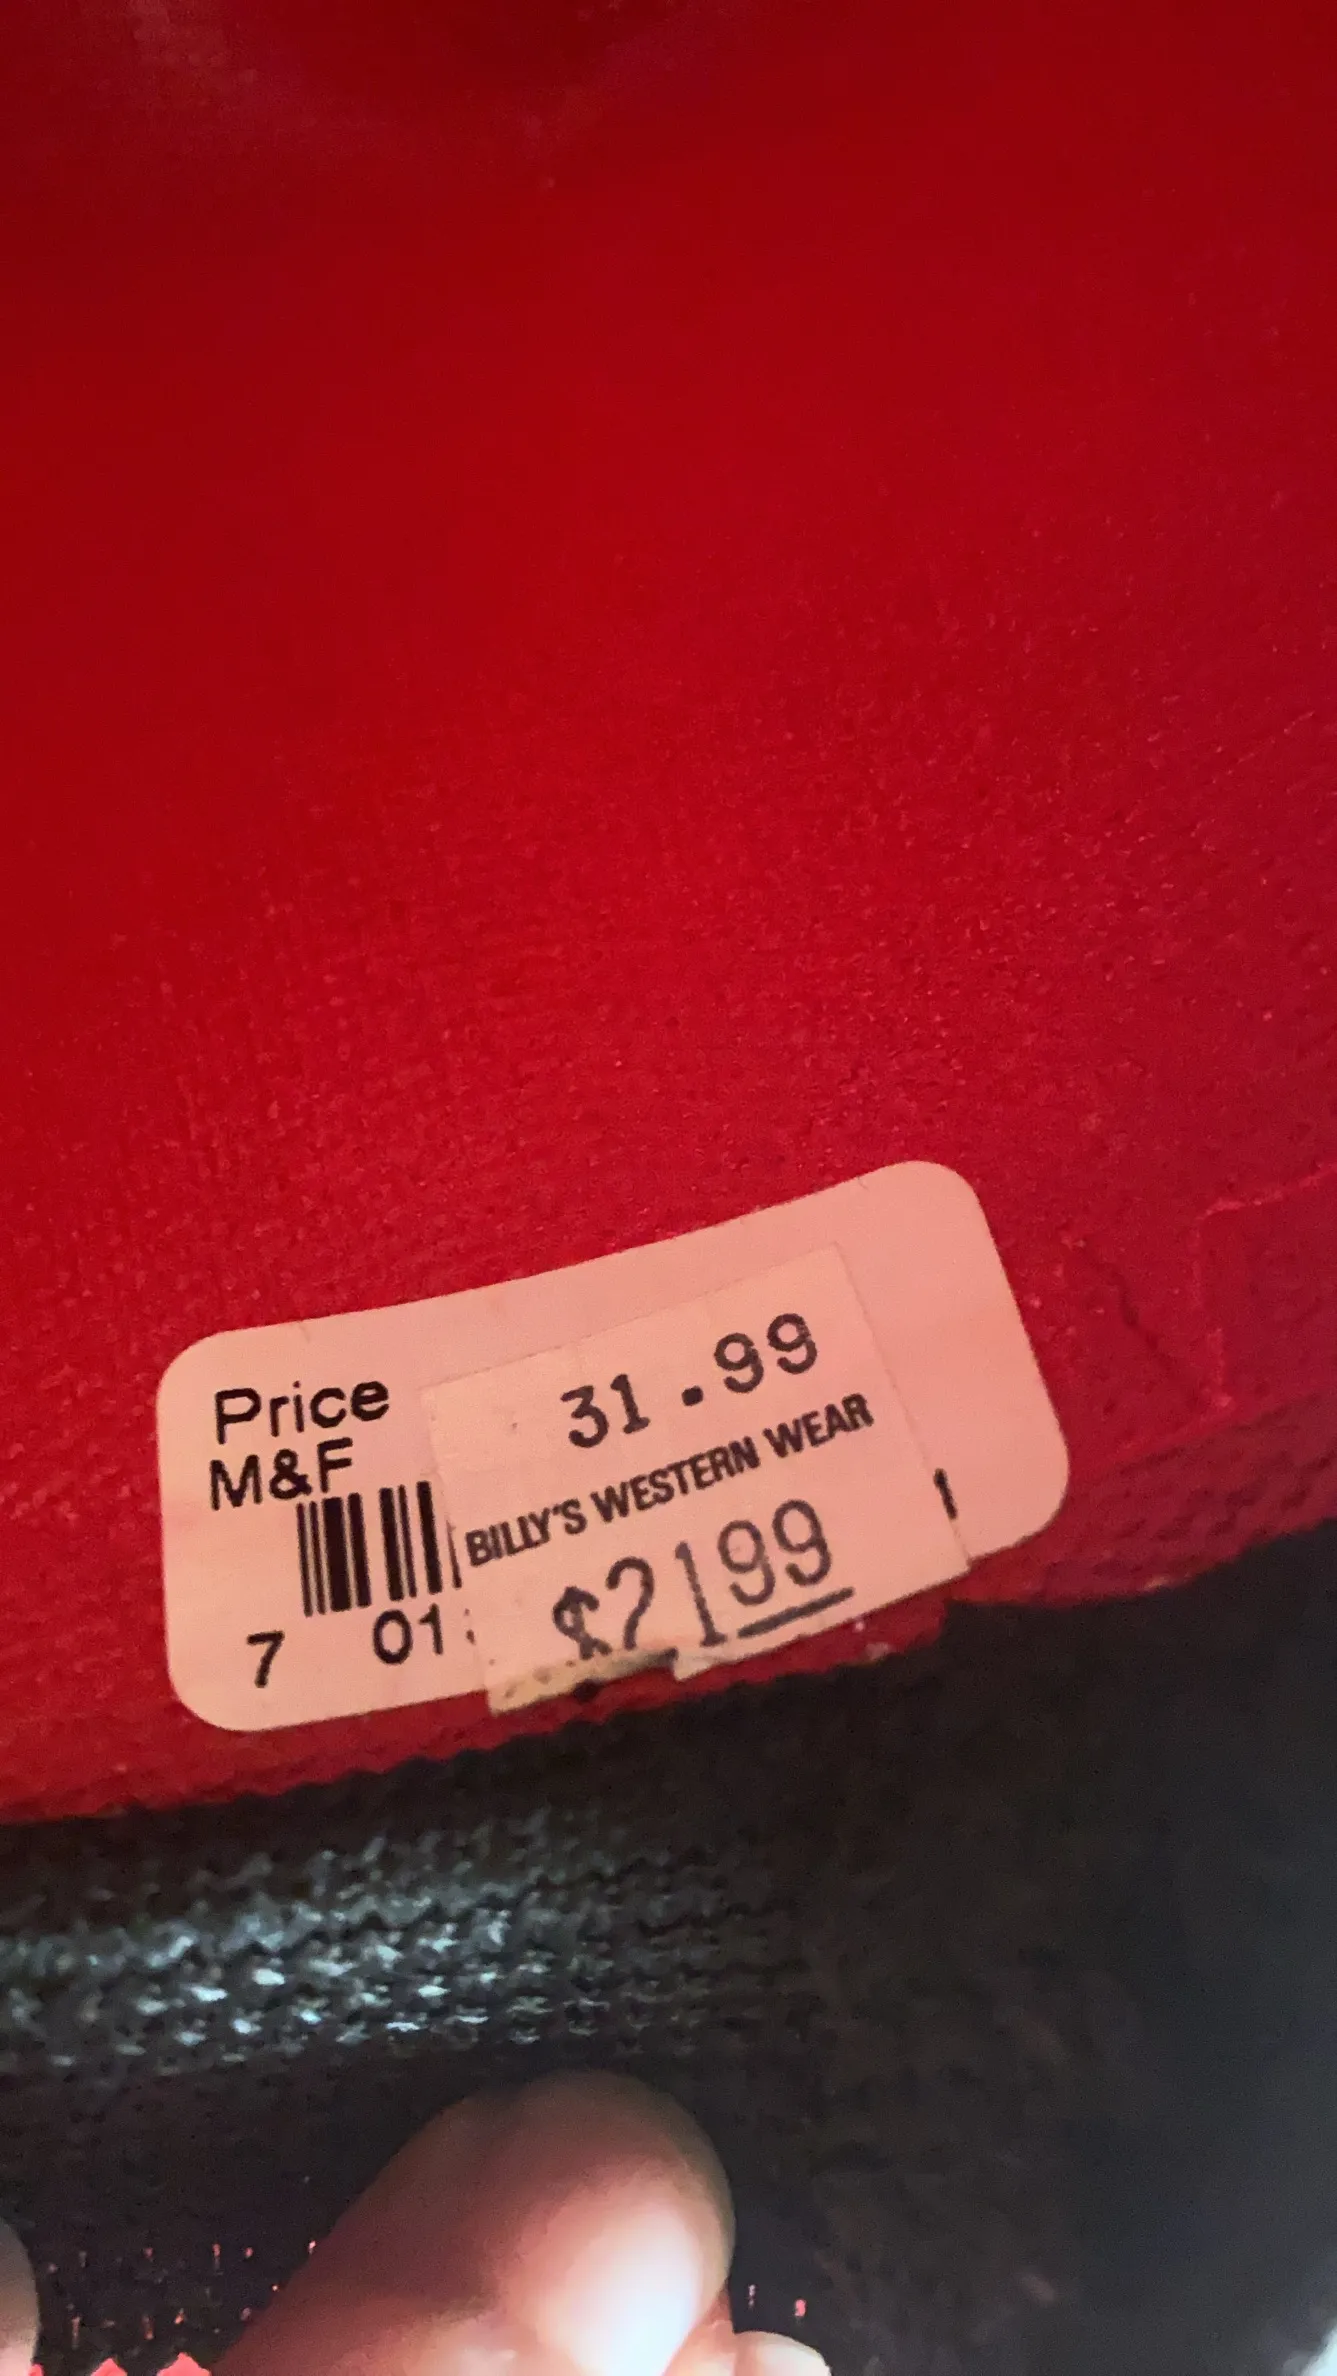 Price
M&F
31.99
BILLY'S WESTERN WEAR
$2199
7 01